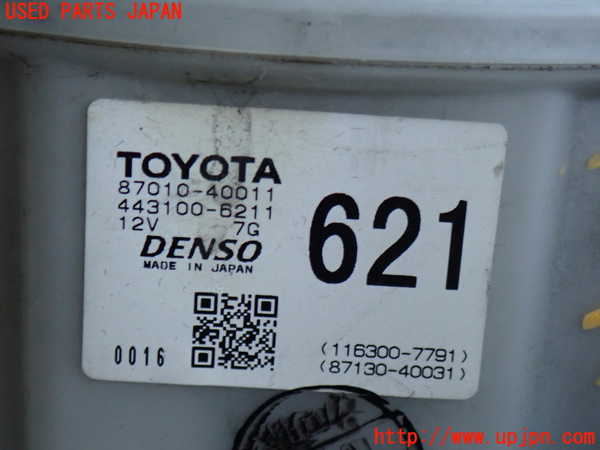 USED PARTS JAPAN
TOYOTA
87010-40011
443100-6211
12V 7G
DENSO
MADE IN JAPAN
621
0016
(116300-7791)
(87130-40031)
http://www.upjpn.com/